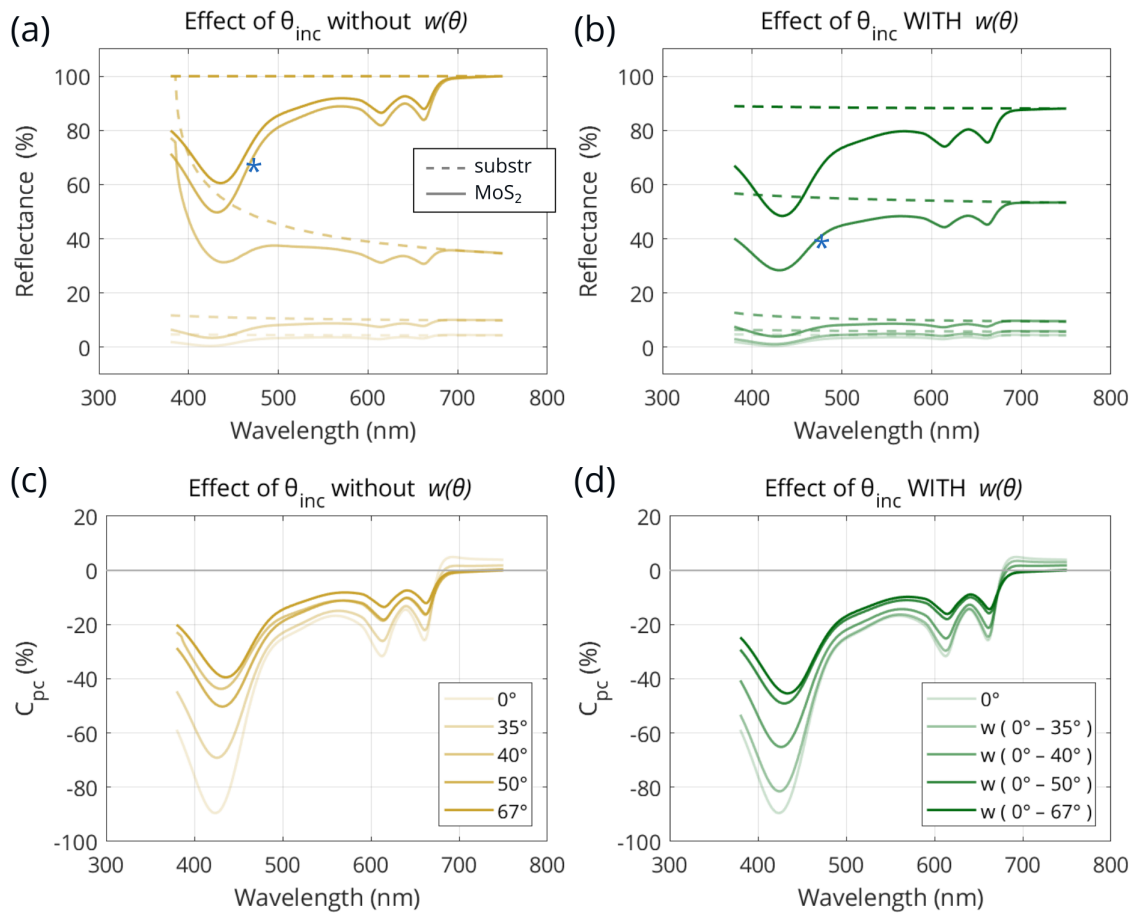 (a)
Effect of θinc without w(θ)
Reflectance (%)
100
80
60
40
20
0
300
400
500
600
700
800
Wavelength (nm)
substr
MoS2
*
(b)
Effect of θinc WITH w(θ)
Reflectance (%)
100
80
60
40
20
0
300
400
500
600
700
800
Wavelength (nm)
*
(c)
Effect of θinc without w(θ)
Cpc (%)
20
0
-20
-40
-60
-80
-100
300
400
500
600
700
800
Wavelength (nm)
0°
35°
40°
50°
67°
(d)
Effect of θinc WITH w(θ)
Cpc (%)
20
0
-20
-40
-60
-80
-100
300
400
500
600
700
800
Wavelength (nm)
0°
w ( 0° – 35° )
w ( 0° – 40° )
w ( 0° – 50° )
w ( 0° – 67° )